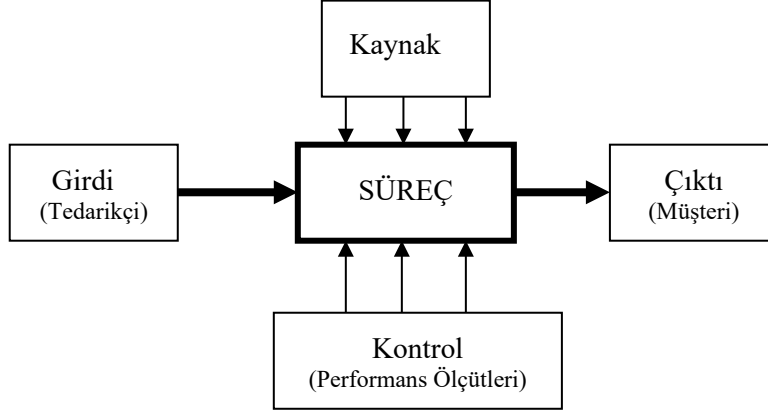 Kaynak
Girdi
(Tedarikçi)
SÜREÇ
Çıktı
(Müşteri)
Kontrol
(Performans Ölçütleri)